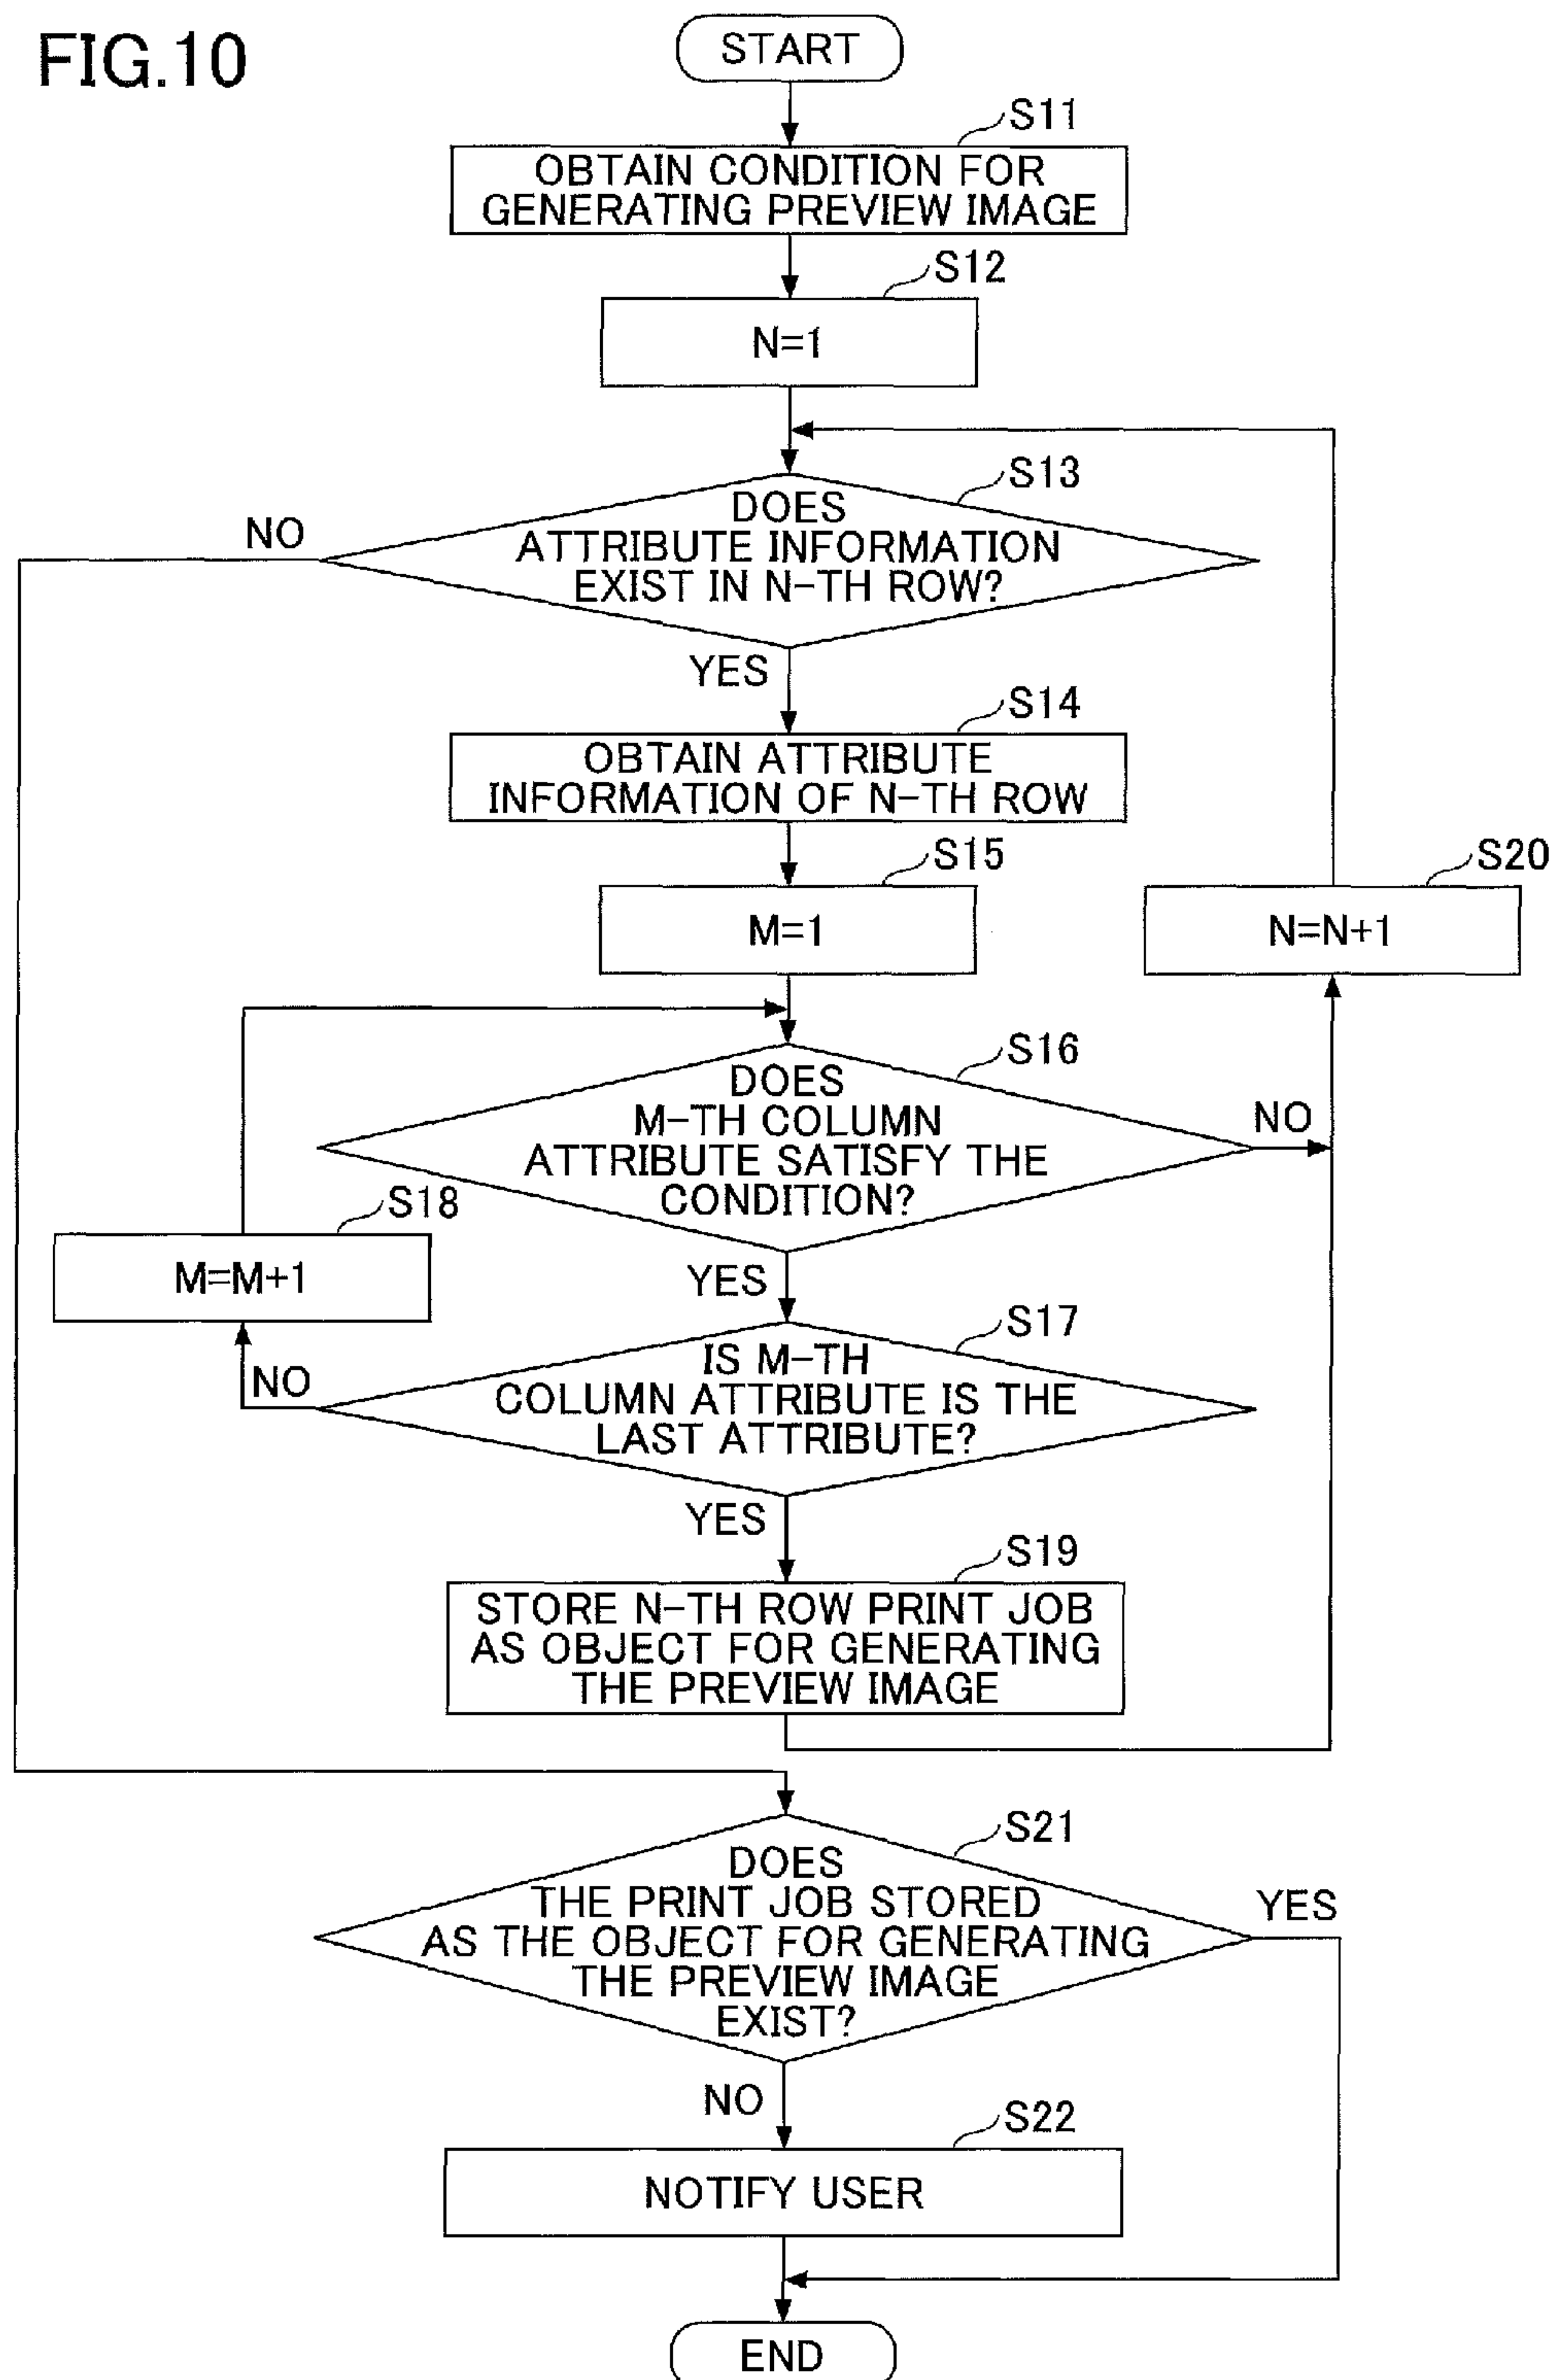 FIG.10
START
S11
OBTAIN CONDITION FOR
GENERATING PREVIEW IMAGE
S12
N=1
S13
DOES
ATTRIBUTE INFORMATION
EXIST IN N-TH ROW?
NO
YES
S14
OBTAIN ATTRIBUTE
INFORMATION OF N-TH ROW
S15
M=1
S20
N=N+1
S16
DOES
M-TH COLUMN
ATTRIBUTE SATISFY THE
CONDITION?
NO
S18
M=M+1
YES
S17
IS M-TH
COLUMN ATTRIBUTE IS THE
LAST ATTRIBUTE?
NO
YES
S19
STORE N-TH ROW PRINT JOB
AS OBJECT FOR GENERATING
THE PREVIEW IMAGE
S21
DOES
THE PRINT JOB STORED
AS THE OBJECT FOR GENERATING
THE PREVIEW IMAGE
EXIST?
YES
NO
S22
NOTIFY USER
END